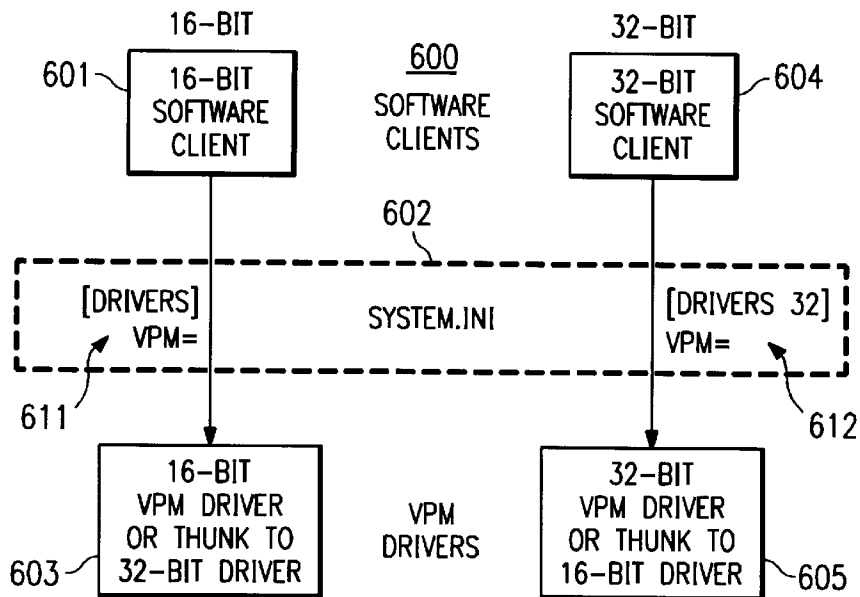 16-BIT
32-BIT
600
601
16-BIT
SOFTWARE
CLIENT
SOFTWARE
CLIENTS
32-BIT
SOFTWARE
CLIENT
604
602
[DRIVERS]
VPM=
SYSTEM.INI
[DRIVERS 32]
VPM=
611
612
16-BIT
VPM DRIVER
OR THUNK TO
32-BIT DRIVER
VPM
DRIVERS
32-BIT
VPM DRIVER
OR THUNK TO
16-BIT DRIVER
603
605